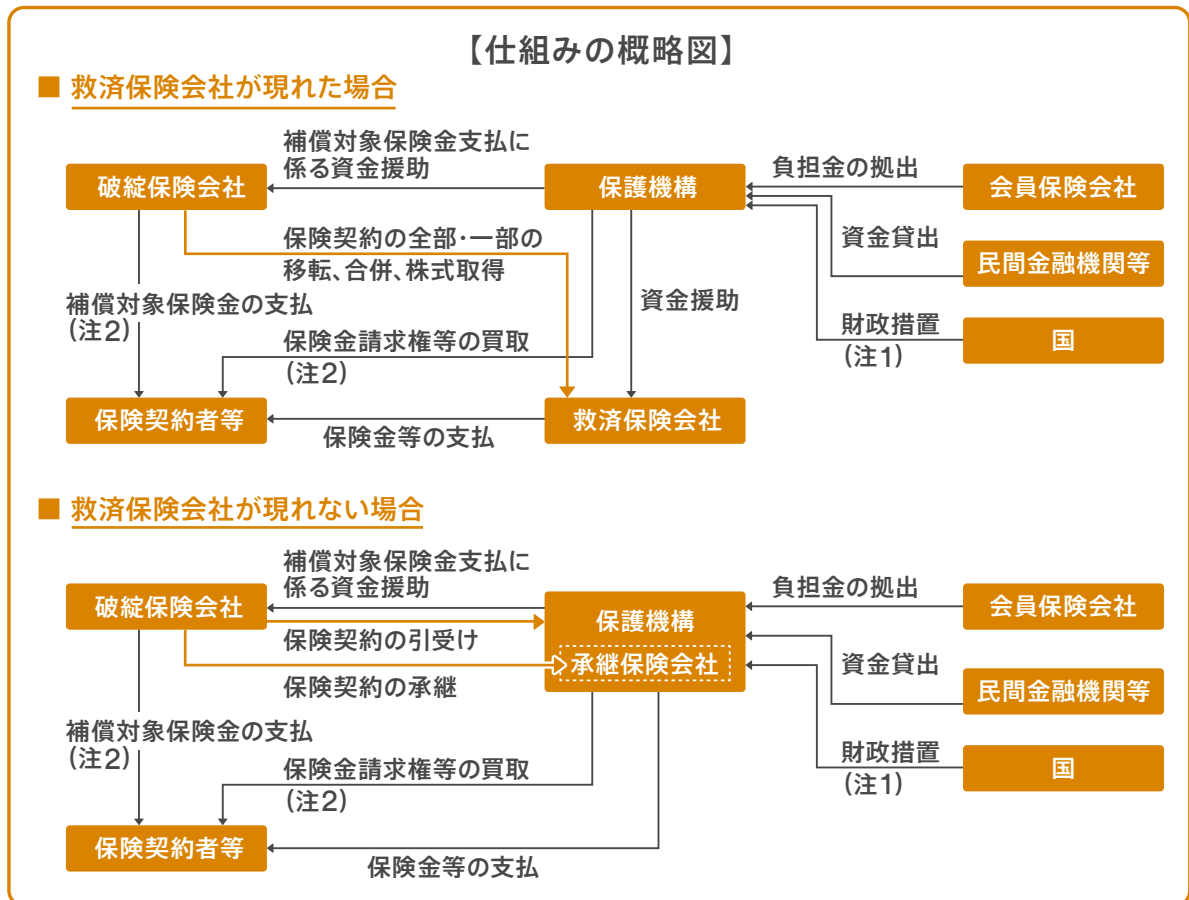 【仕組みの概略図】
■ 救済保険会社が現れた場合
補償対象保険金支払に
係る資金援助
破綻保険会社
保護機構
負担金の拠出
会員保険会社
保険契約の全部･一部の
移転、合併、株式取得
資金貸出
民間金融機関等
補償対象保険金の支払
(注2)
資金援助
保険金請求権等の買取
(注2)
財政措置
(注1)
国
保険契約者等
保険金等の支払
救済保険会社
■ 救済保険会社が現れない場合
補償対象保険金支払に
係る資金援助
破綻保険会社
保護機構
負担金の拠出
会員保険会社
保険契約の引受け
承継保険会社
保険契約の承継
資金貸出
民間金融機関等
補償対象保険金の支払
(注2)
保険金請求権等の買取
(注2)
財政措置
(注1)
国
保険契約者等
保険金等の支払